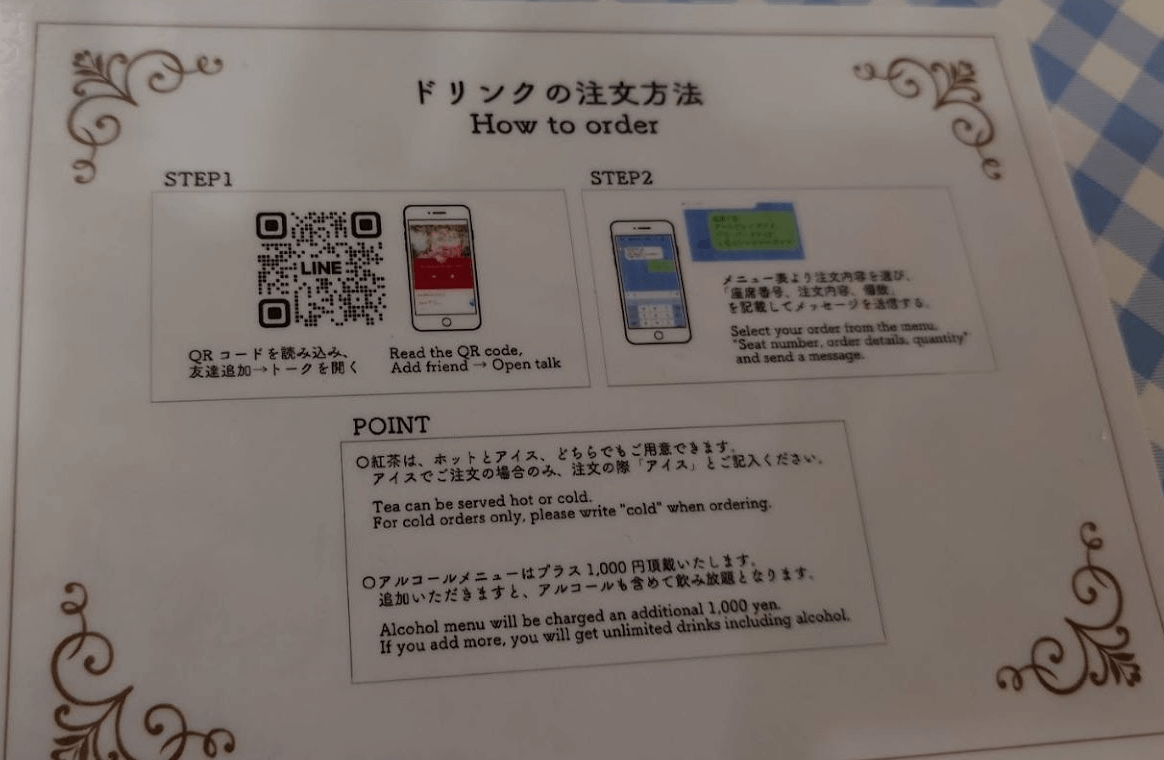 ドリンクの注文方法
How to order
STEP1
LINE
QRコードを読み込み、
友達追加→トークを開く
Read the QR code,
Add friend → Open talk
STEP2
メニュー表より注文内容を選び、
「座席番号、注文内容、個数」
を記載してメッセージを送信する。
Select your order from the menu.
"Seat number, order details, quantity"
and send a message.
POINT
○紅茶は、ホットとアイス、どちらでもご用意できます。
アイスでご注文の場合のみ、注文の際「アイス」とご記入ください。
Tea can be served hot or cold.
For cold orders only, please write "cold" when ordering.
○アルコールメニューはプラス1,000円頂戴いたします。
追加いただきますと、アルコールも含めて飲み放題となります。
Alcohol menu will be charged an additional 1,000 yen.
If you add more, you will get unlimited drinks including alcohol.